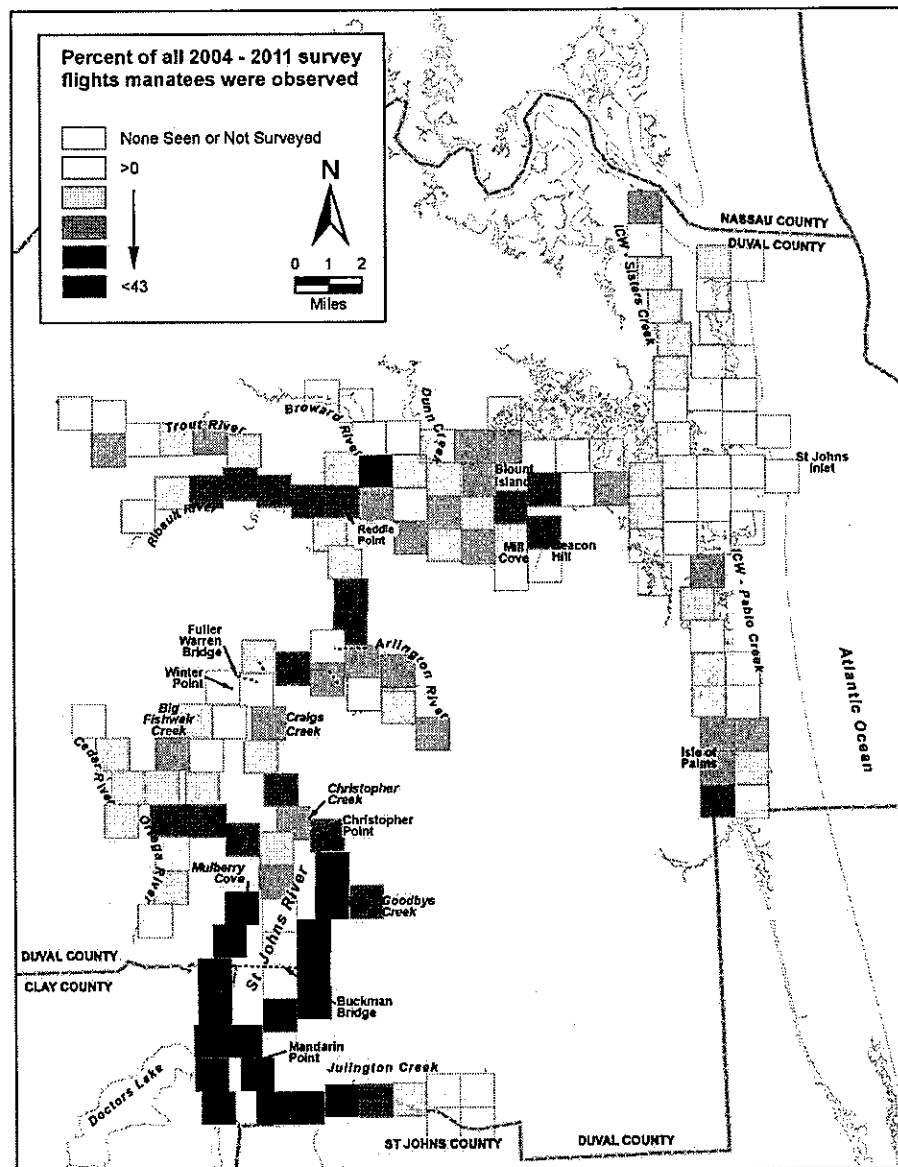 Percent of all 2004 - 2011 survey
flights manatees were observed
None Seen or Not Surveyed
>0
<43
N
0 1 2
Miles
NASSAU COUNTY
DUVAL COUNTY
ICW - Sisters Creek
Trout River
Broward River
Dunn Creek
Blount
Island
St Johns
Inlet
Ribault River
Reddie
Point
Mill
Cove
Beacon
Hill
ICW - Pablo Creek
Fuller
Warren
Bridge
Winter
Point
Arlington River
Atlantic Ocean
Big
Fishweir
Creek
Craigs
Creek
Cedar River
Isle of
Palms
Christopher
Creek
Christopher
Point
Ortega River
Mulberry
Cove
St Johns River
Goodbys
Creek
DUVAL COUNTY
CLAY COUNTY
Buckman
Bridge
Mandarin
Point
Julington Creek
Doctors Lake
ST JOHNS COUNTY
DUVAL COUNTY